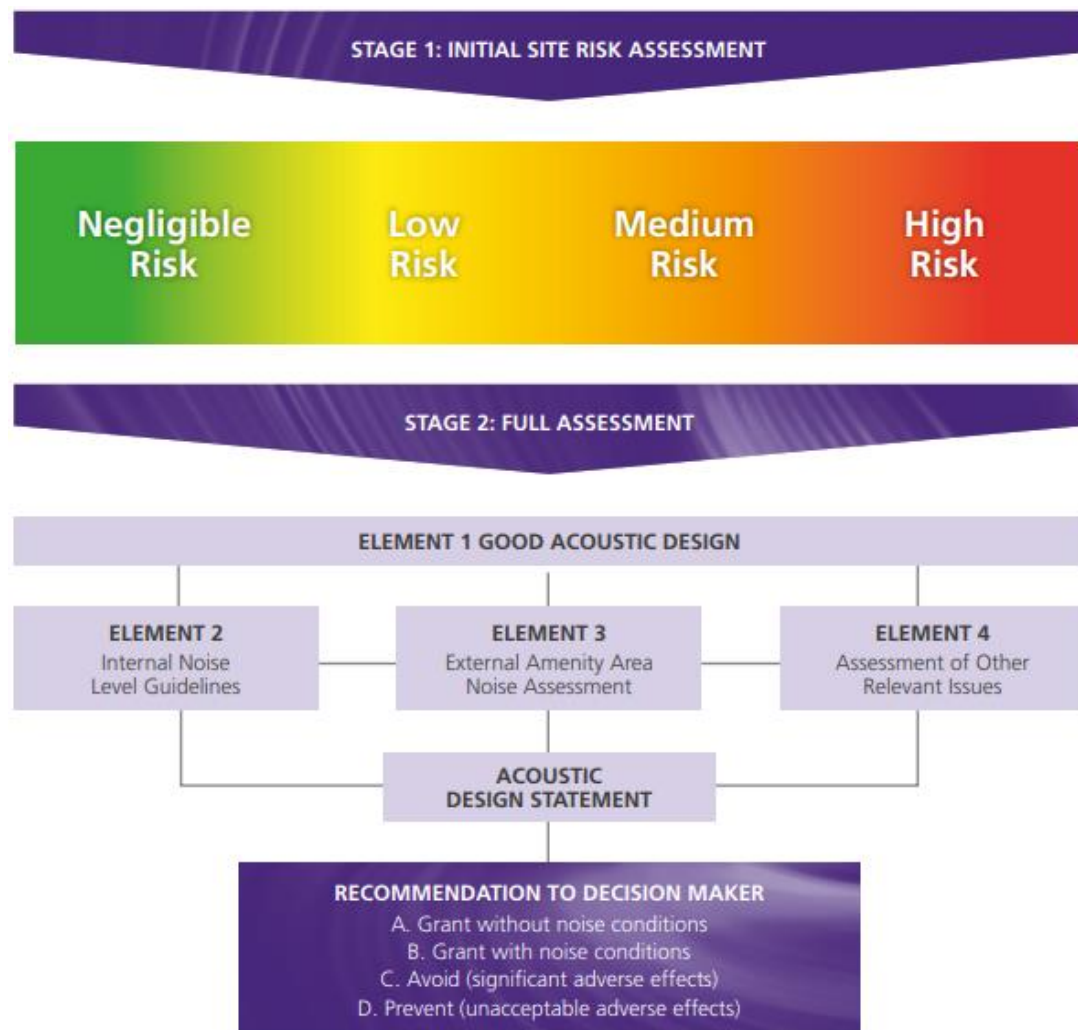 STAGE 1: INITIAL SITE RISK ASSESSMENT
Negligible
Risk
Low
Risk
Medium
Risk
High
Risk
STAGE 2: FULL ASSESSMENT
ELEMENT 1 GOOD ACOUSTIC DESIGN
ELEMENT 2
Internal Noise
Level Guidelines
ELEMENT 3
External Amenity Area
Noise Assessment
ELEMENT 4
Assessment of Other
Relevant Issues
ACOUSTIC
DESIGN STATEMENT
RECOMMENDATION TO DECISION MAKER
A. Grant without noise conditions
B. Grant with noise conditions
C. Avoid (significant adverse effects)
D. Prevent (unacceptable adverse effects)